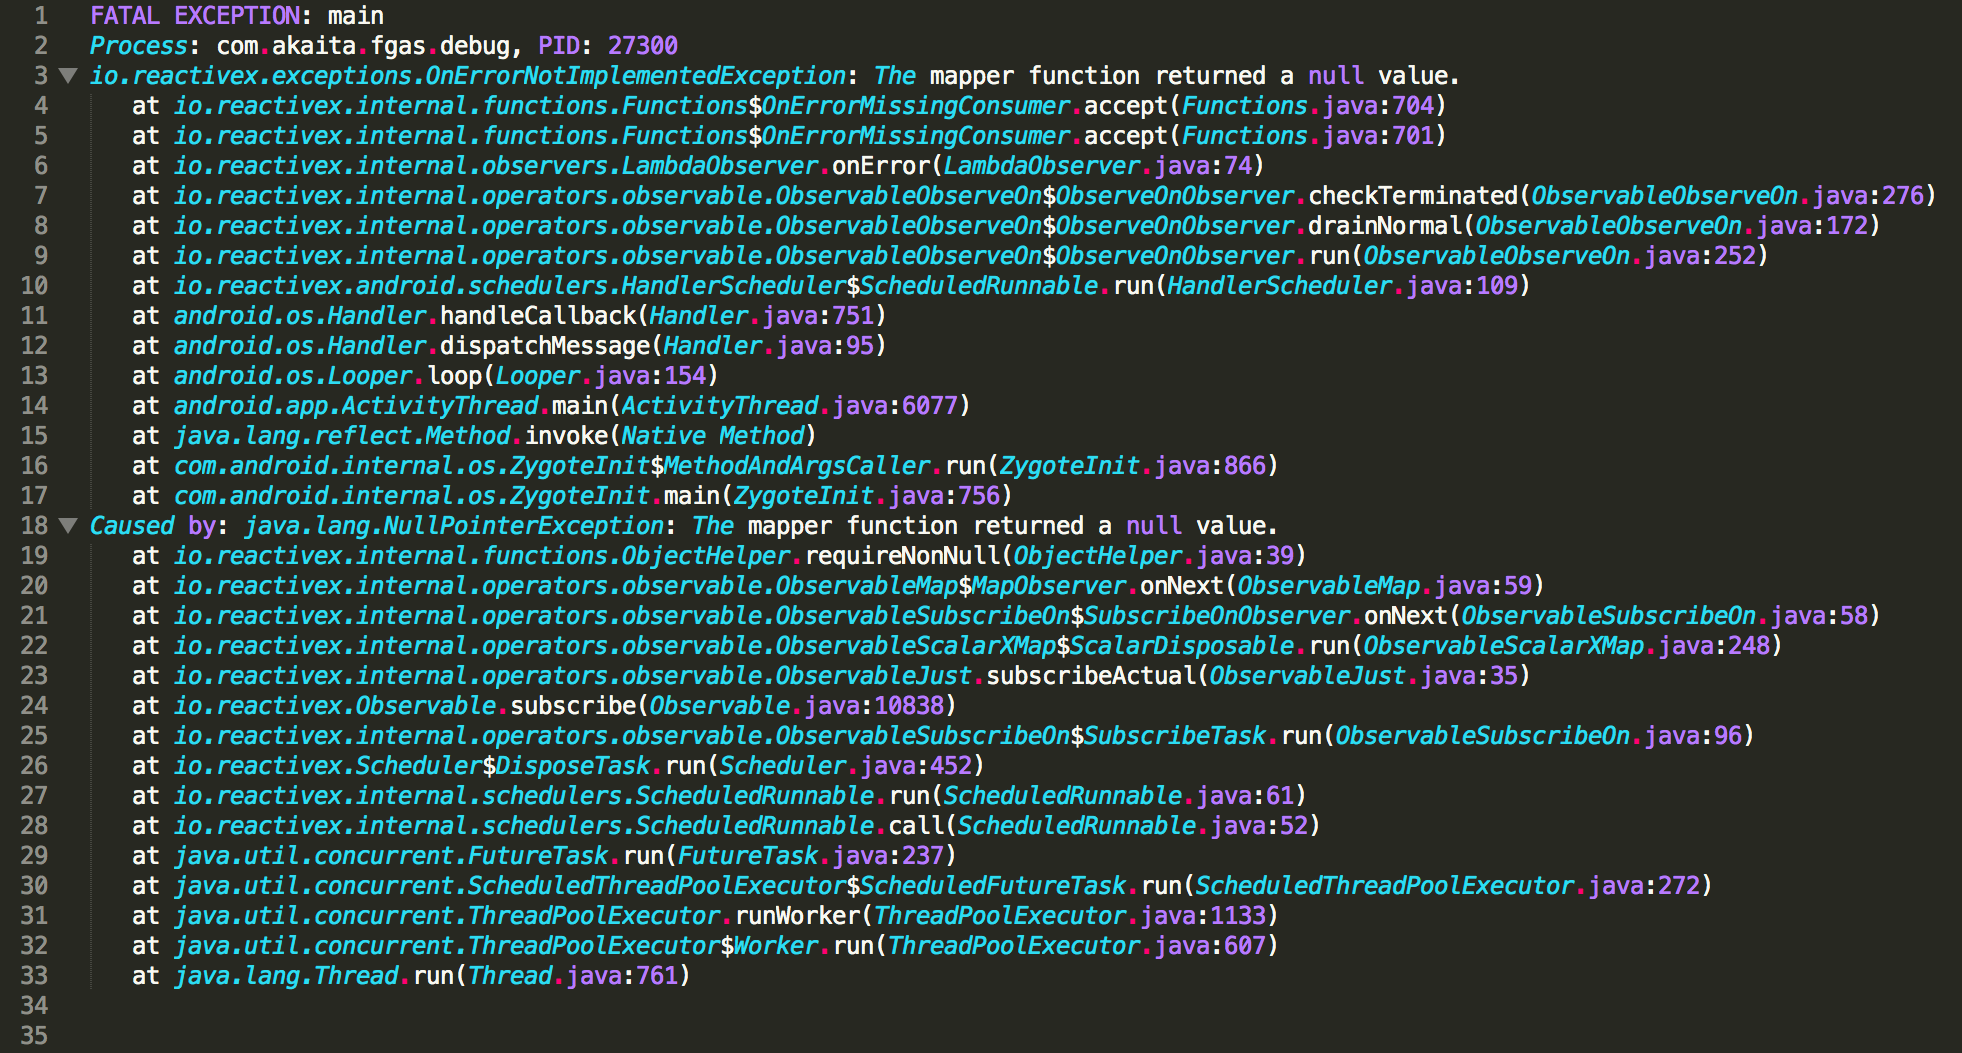 1 FATAL EXCEPTION: main
2 Process: com.akaita.fgas.debug, PID: 27300
3 io.reactivex.exceptions.OnErrorNotImplementedException: The mapper function returned a null value.
4 at io.reactivex.internal.functions.Functions$OnErrorMissingConsumer.accept(Functions.java:704)
5 at io.reactivex.internal.functions.Functions$OnErrorMissingConsumer.accept(Functions.java:701)
6 at io.reactivex.internal.observers.LambdaObserver.onError(LambdaObserver.java:74)
7 at io.reactivex.internal.operators.observable.ObservableObserveOn$ObserveOnObserver.checkTerminated(ObservableObserveOn.java:276)
8 at io.reactivex.internal.operators.observable.ObservableObserveOn$ObserveOnObserver.drainNormal(ObservableObserveOn.java:172)
9 at io.reactivex.internal.operators.observable.ObservableObserveOn$ObserveOnObserver.run(ObservableObserveOn.java:252)
10 at io.reactivex.android.schedulers.HandlerScheduler$ScheduledRunnable.run(HandlerScheduler.java:109)
11 at android.os.Handler.handleCallback(Handler.java:751)
12 at android.os.Handler.dispatchMessage(Handler.java:95)
13 at android.os.Looper.loop(Looper.java:154)
14 at android.app.ActivityThread.main(ActivityThread.java:6077)
15 at java.lang.reflect.Method.invoke(Native Method)
16 at com.android.internal.os.ZygoteInit$MethodAndArgsCaller.run(ZygoteInit.java:866)
17 at com.android.internal.os.ZygoteInit.main(ZygoteInit.java:756)
18 Caused by: java.lang.NullPointerException: The mapper function returned a null value.
19 at io.reactivex.internal.functions.ObjectHelper.requireNonNull(ObjectHelper.java:39)
20 at io.reactivex.internal.operators.observable.ObservableMap$MapObserver.onNext(ObservableMap.java:59)
21 at io.reactivex.internal.operators.observable.ObservableSubscribeOn$SubscribeOnObserver.onNext(ObservableSubscribeOn.java:58)
22 at io.reactivex.internal.operators.observable.ObservableScalarXMap$ScalarDisposable.run(ObservableScalarXMap.java:248)
23 at io.reactivex.internal.operators.observable.ObservableJust.subscribeActual(ObservableJust.java:35)
24 at io.reactivex.Observable.subscribe(Observable.java:10838)
25 at io.reactivex.internal.operators.observable.ObservableSubscribeOn$SubscribeTask.run(ObservableSubscribeOn.java:96)
26 at io.reactivex.Scheduler$DisposeTask.run(Scheduler.java:452)
27 at io.reactivex.internal.schedulers.ScheduledRunnable.run(ScheduledRunnable.java:61)
28 at io.reactivex.internal.schedulers.ScheduledRunnable.call(ScheduledRunnable.java:52)
29 at java.util.concurrent.FutureTask.run(FutureTask.java:237)
30 at java.util.concurrent.ScheduledThreadPoolExecutor$ScheduledFutureTask.run(ScheduledThreadPoolExecutor.java:272)
31 at java.util.concurrent.ThreadPoolExecutor.runWorker(ThreadPoolExecutor.java:1133)
32 at java.util.concurrent.ThreadPoolExecutor$Worker.run(ThreadPoolExecutor.java:607)
33 at java.lang.Thread.run(Thread.java:761)
34
35